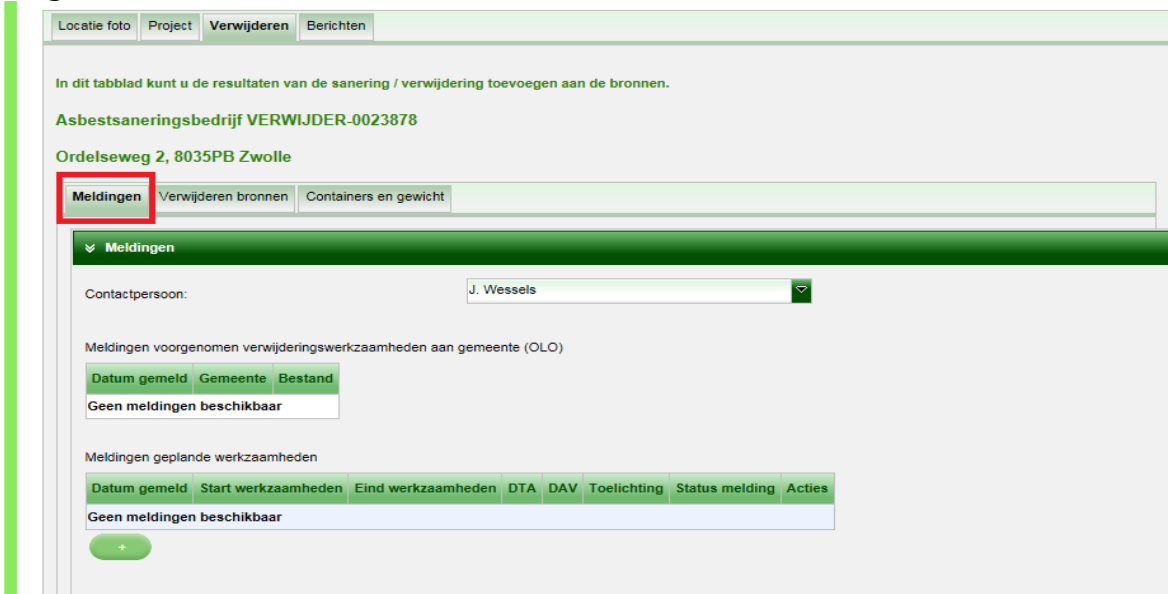 Locatie foto Project Verwijderen Berichten
In dit tabblad kunt u de resultaten van de sanering / verwijdering toevoegen aan de bronnen.
Asbestsaneringsbedrijf VERWIJDER-0023878
Ordelseweg 2, 8035PB Zwolle
Meldingen Verwijderen bronnen Containers en gewicht
Meldingen
Contactpersoon: J. Wessels
Meldingen voorgenomen verwijderingswerkzaamheden aan gemeente (OLO)
Datum gemeld Gemeente Bestand
Geen meldingen beschikbaar
Meldingen geplande werkzaamheden
Datum gemeld Start werkzaamheden Eind werkzaamheden DTA DAV Toelichting Status melding Acties
Geen meldingen beschikbaar
+